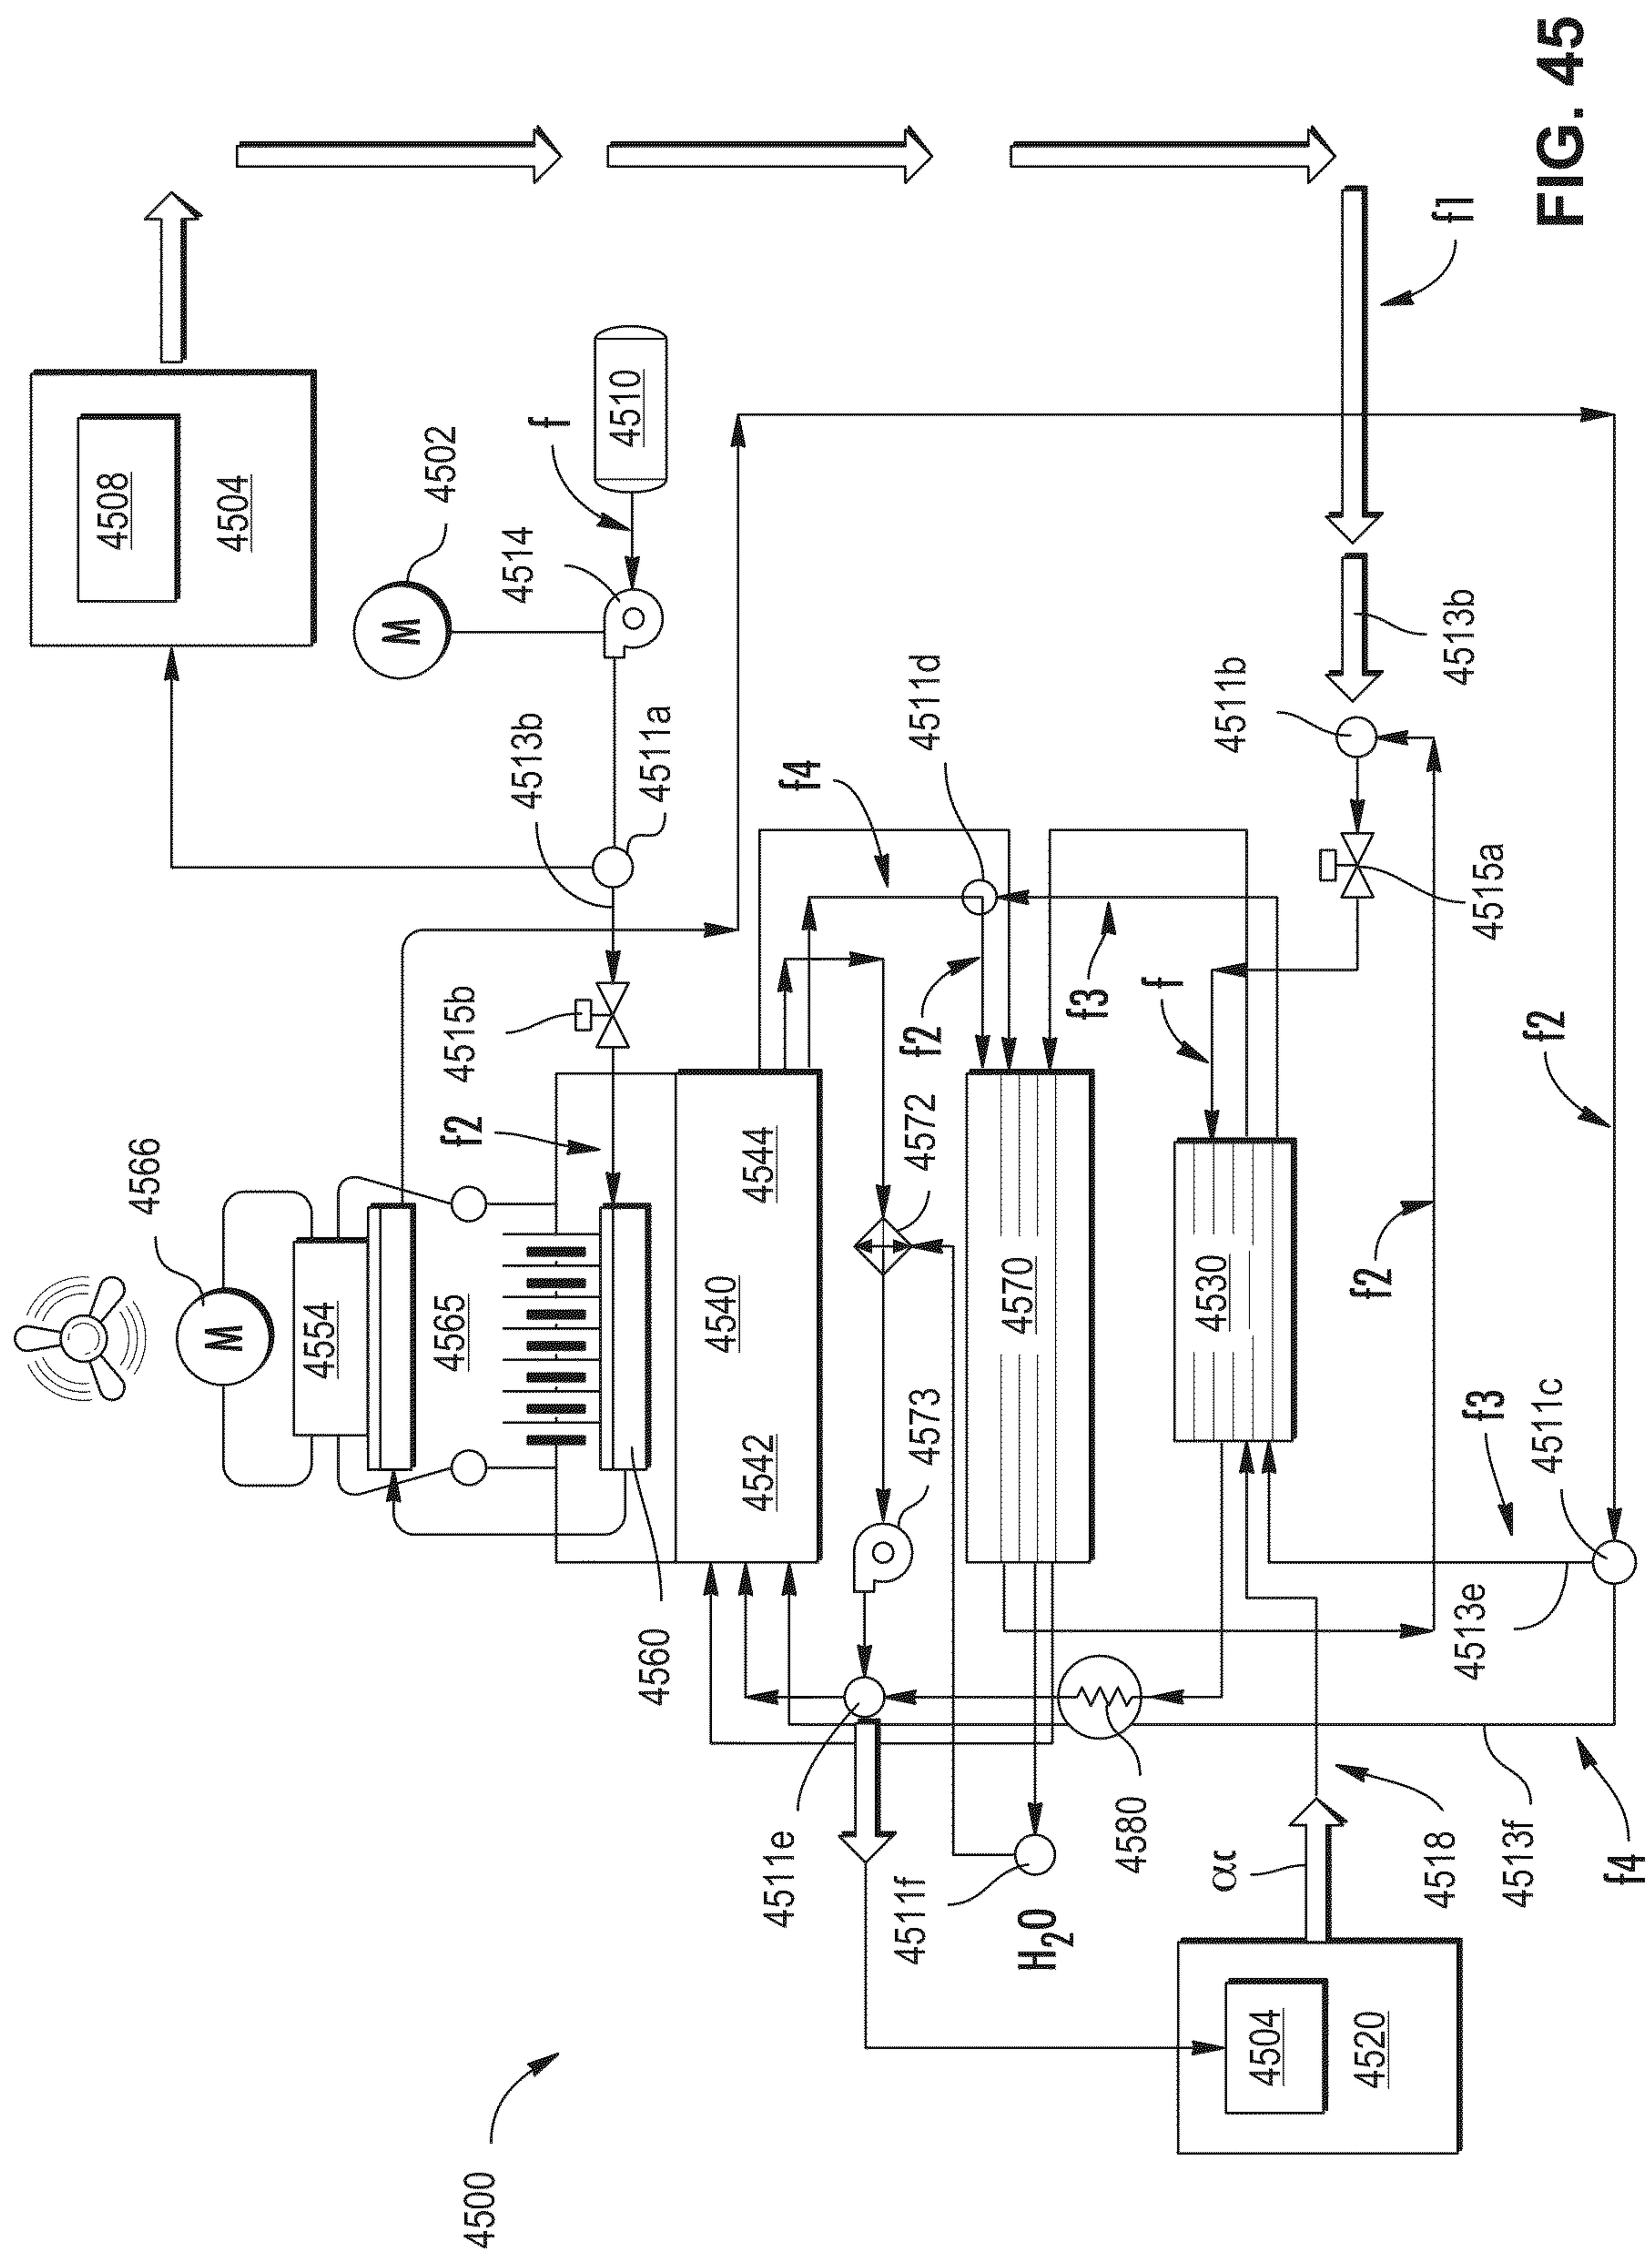 4508
4566
M
4504
4554
M
4502
4565
f2
4515b
4500
4514
4513b
f
4510
4560
4511a
4540
4542
4544
4511e
f4
4511f
4573
4572
f2
4511d
4570
H2O
f3
4580
f
4530
αc
4511b
4504
4520
f2
4518
4513b
f1
4513e
f3
4515a
4513f
4511c
f2
FIG. 45
f4